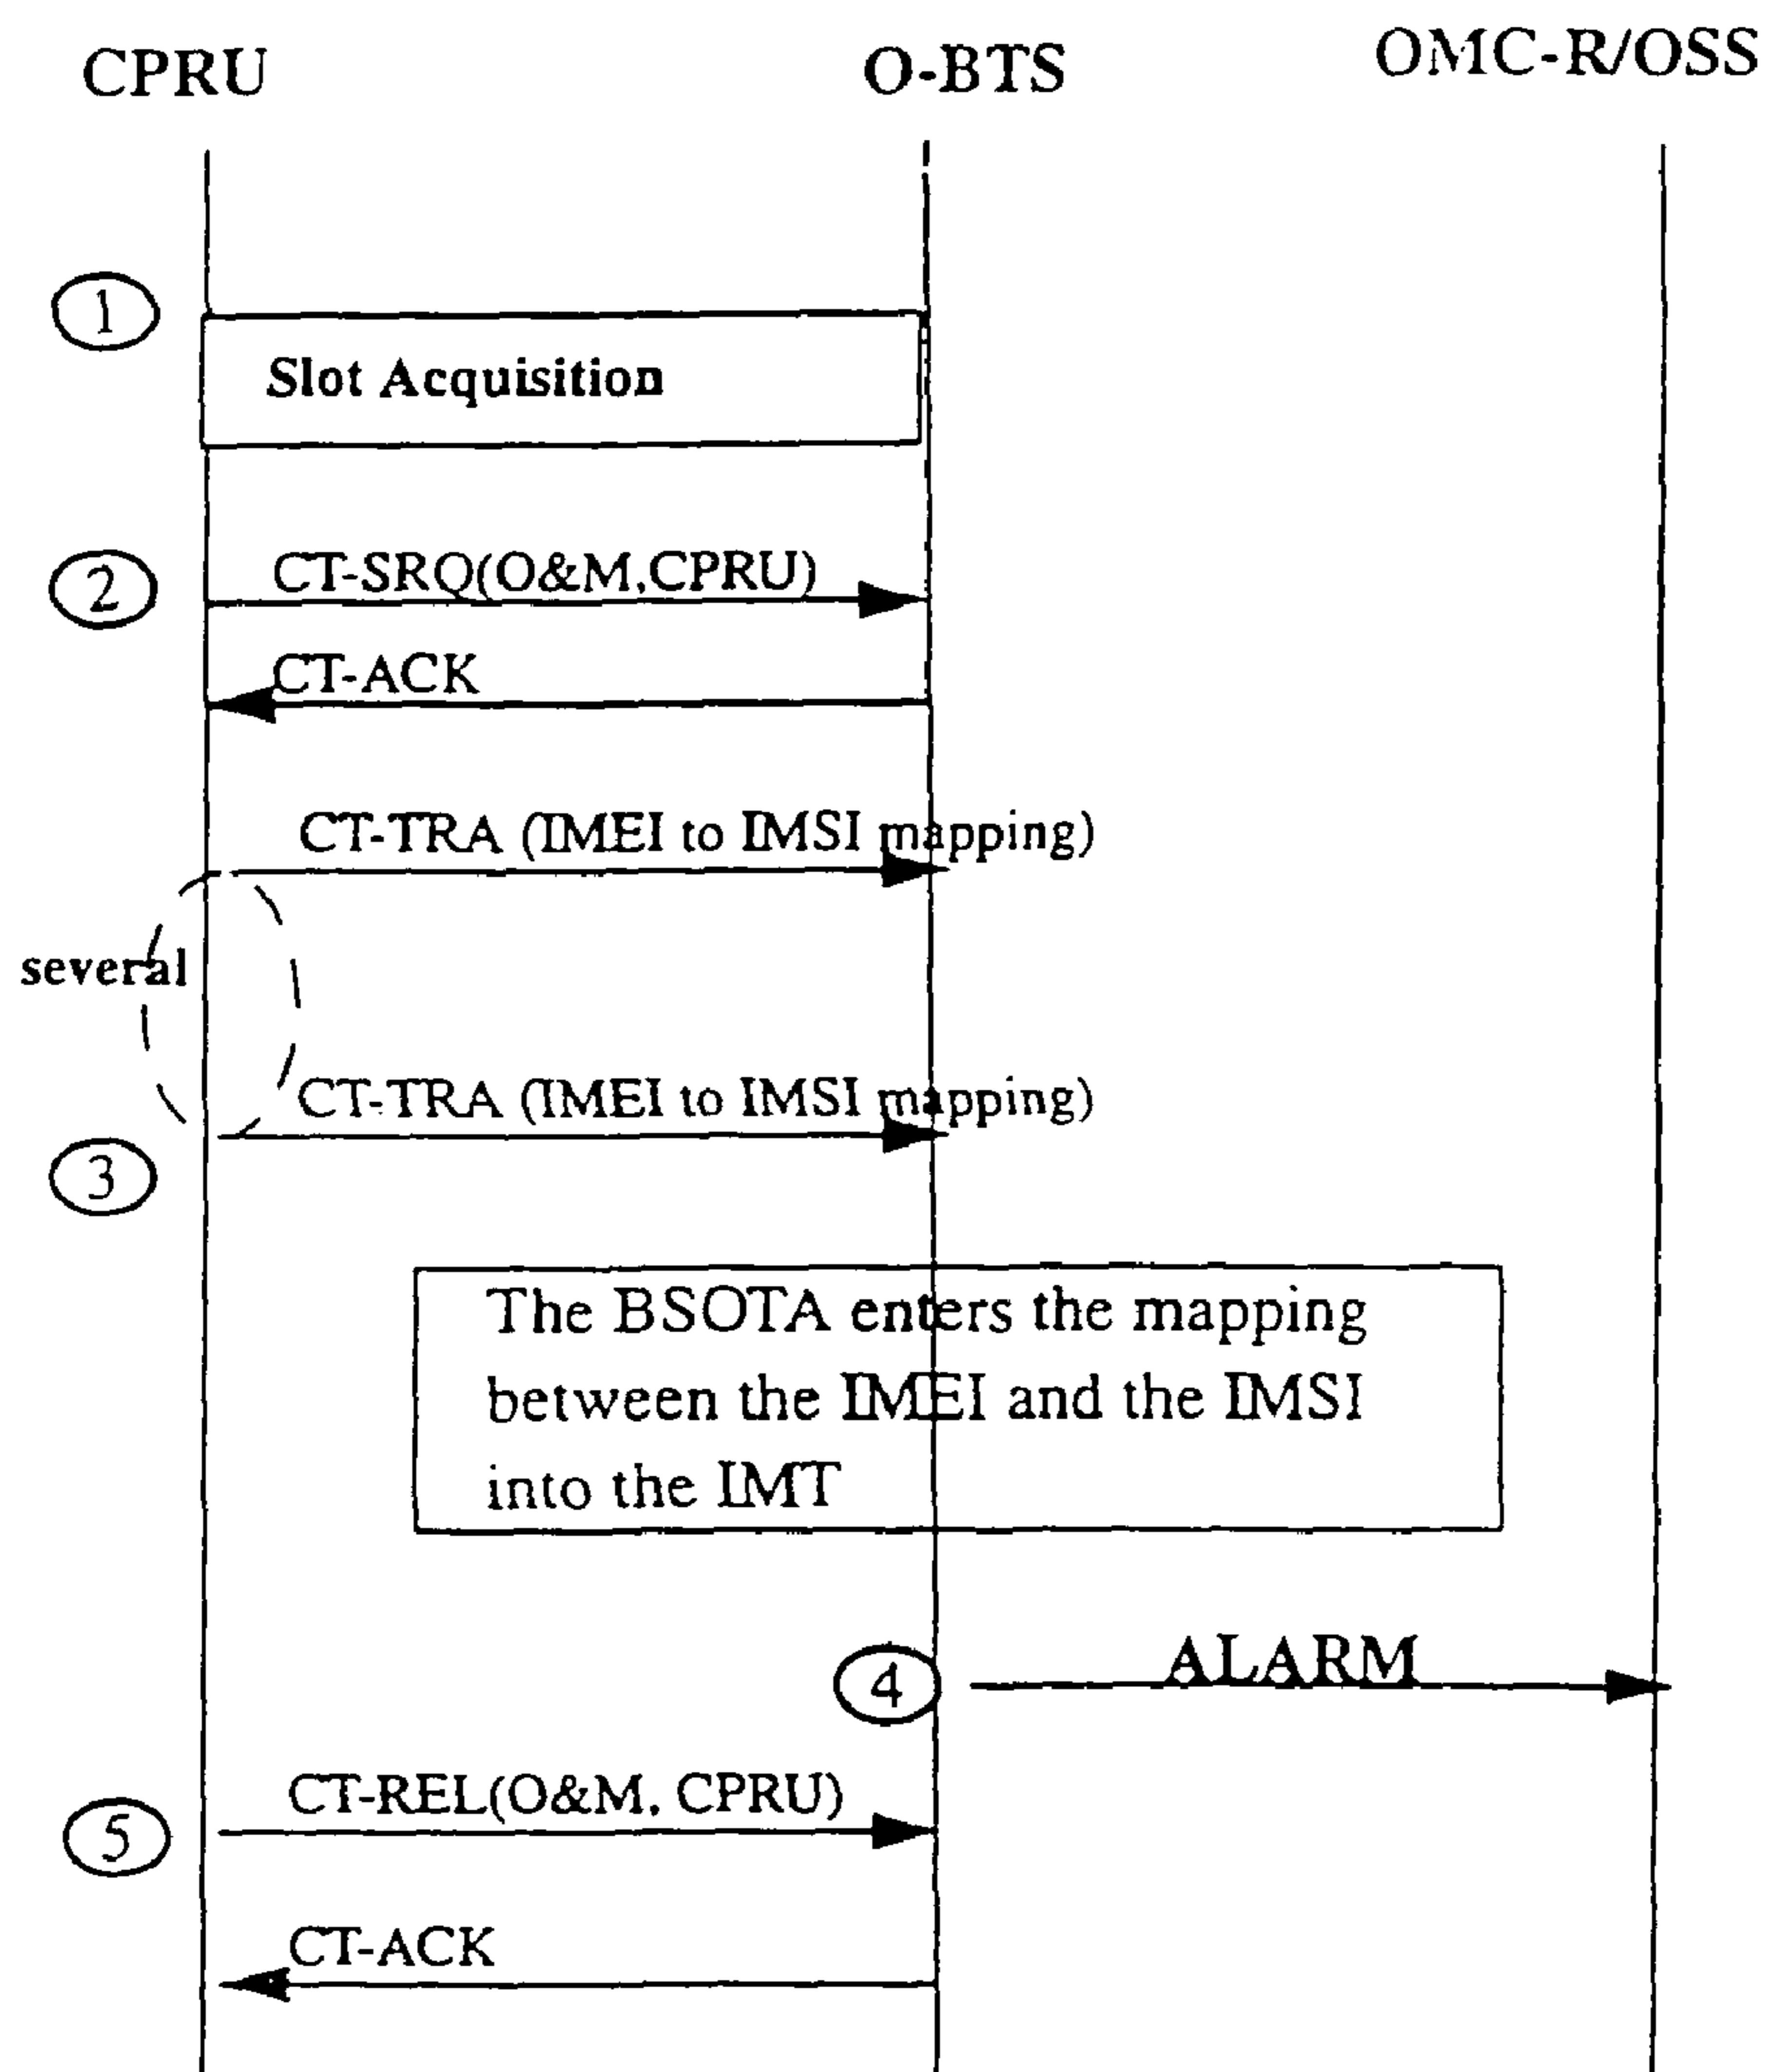 CPRU O-BTS OMC-R/OSS
1
Slot Acquisition
2
CT-SRQ(O&M,CPRU)
CT-ACK
CT-TRA (IMEI to IMSI mapping)
several
CT-TRA (IMEI to IMSI mapping)
3
The BSOTA enters the mapping
between the IMEI and the IMSI
into the IMT
4
ALARM
CT-REL(O&M, CPRU)
5
CT-ACK